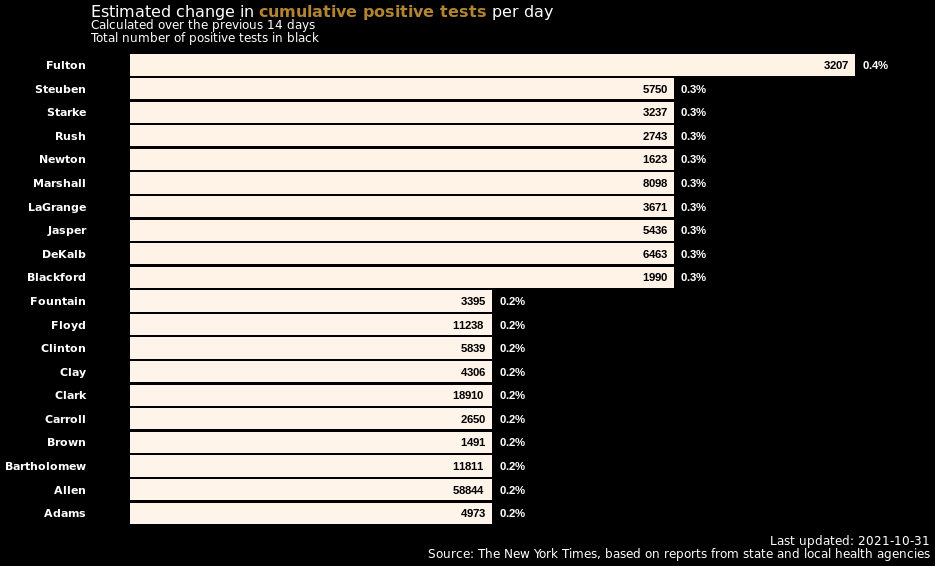 Estimated change in cumulative positive tests per day
Calculated over the previous 14 days
Total number of positive tests in black
Fulton 3207 0.4%
Steuben 5750 0.3%
Starke 3237 0.3%
Rush 2743 0.3%
Newton 1623 0.3%
Marshall 8098 0.3%
LaGrange 3671 0.3%
Jasper 5436 0.3%
DeKalb 6463 0.3%
Blackford 1990 0.3%
Fountain 3395 0.2%
Floyd 11238 0.2%
Clinton 5839 0.2%
Clay 4306 0.2%
Clark 18910 0.2%
Carroll 2650 0.2%
Brown 1491 0.2%
Bartholomew 11811 0.2%
Allen 58844 0.2%
Adams 4973 0.2%
Last updated: 2021-10-31
Source: The New York Times, based on reports from state and local health agencies